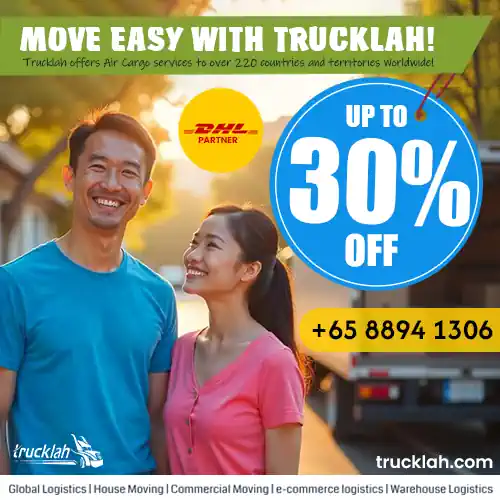 MOVE EASY WITH TRUCKLAH!
Trucklah offers Air Cargo services to over 220 countries and territories worldwide!
DHL
PARTNER
UP TO
30%
OFF
+65 8894 1306
trucklah
trucklah.com
Global Logistics | House Moving | Commercial Moving | e-commerce logistics | Warehouse Logistics